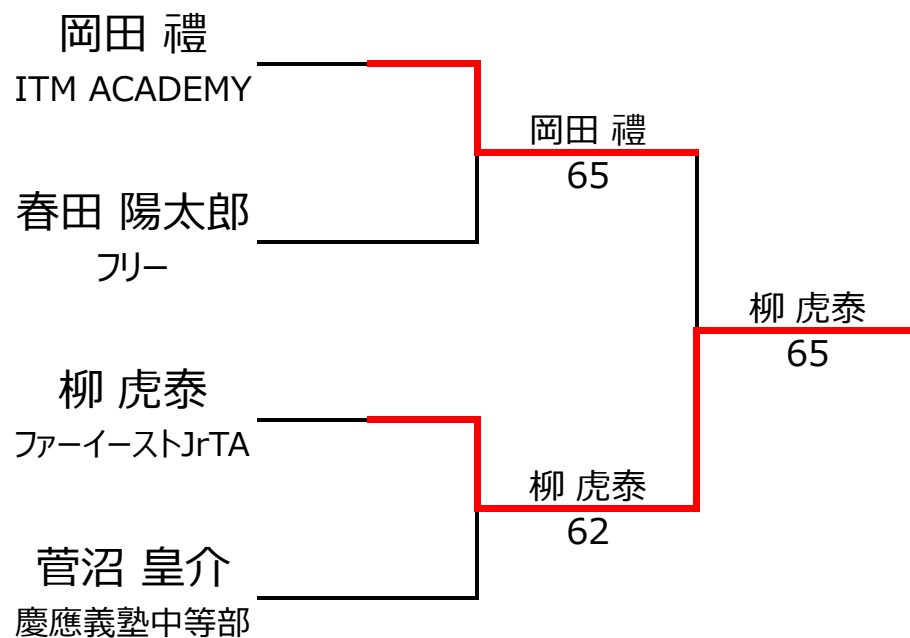 岡田 禮
ITM ACADEMY
春田 陽太郎
フリー
柳 虎泰
ファーイーストJrTA
菅沼 皇介
慶應義塾中等部
岡田 禮
65
柳 虎泰
62
柳 虎泰
65